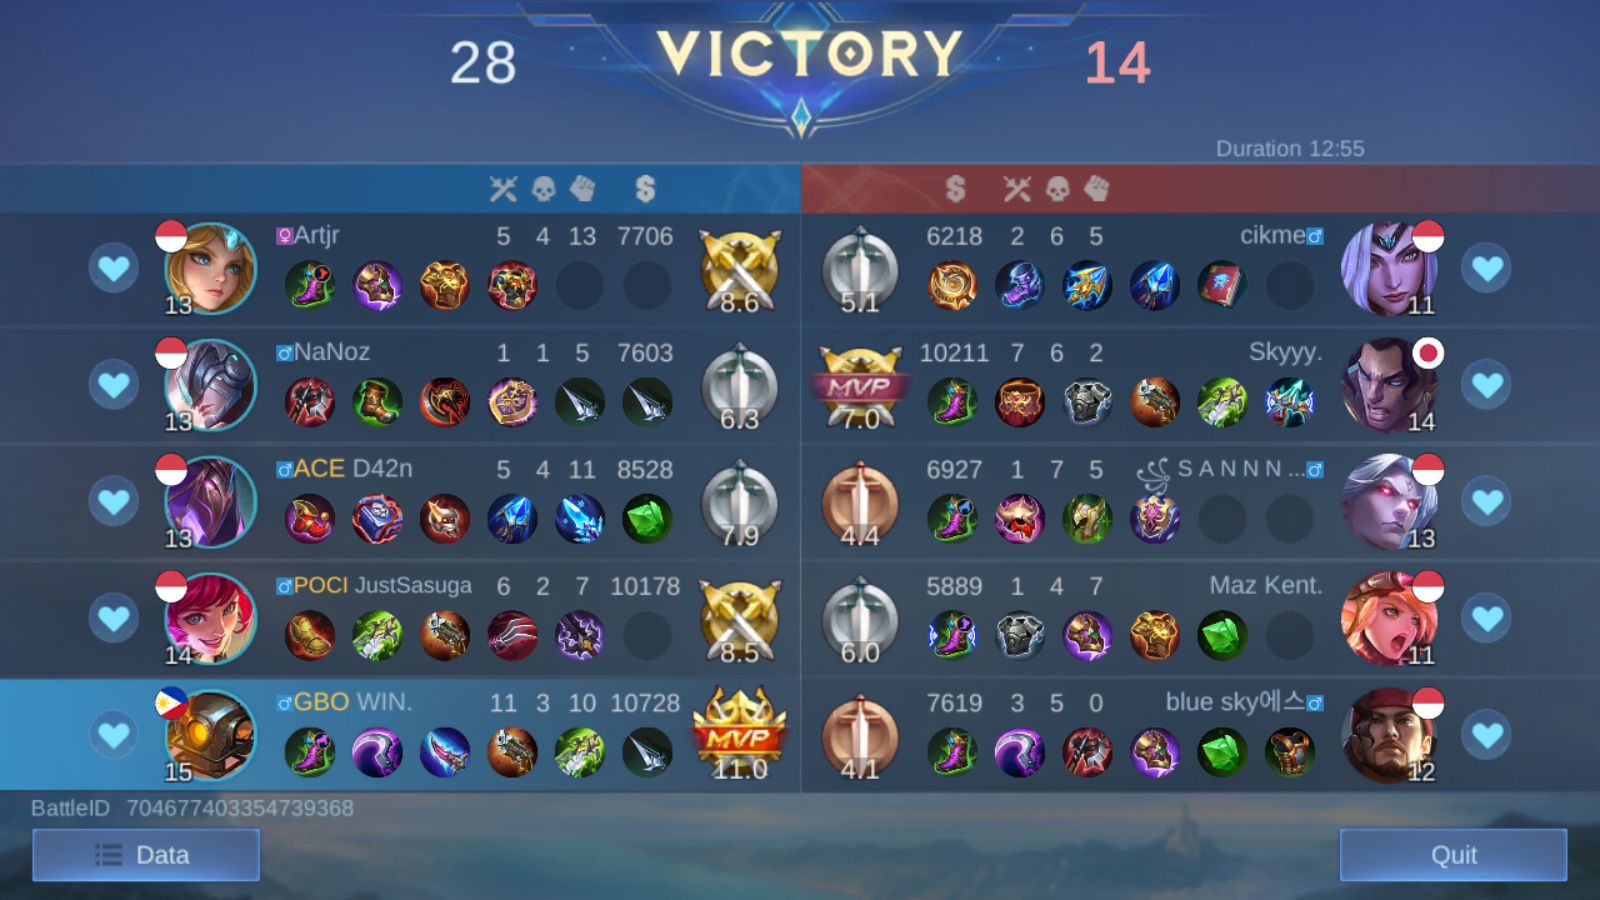 28 VICTORY 14
Duration 12:55
Artjr 5 4 13 7706
13 8.6
6218 2 6 5 cikme
5.1 11
NaNoz 1 1 5 7603
13 6.3
10211 7 6 2 Skyyy.
MVP
7.0 14
ACE D42n 5 4 11 8528
13 7.9
6927 1 7 5 S A N N N ...
4.4 13
POCI JustSasuga 6 2 7 10178
14 8.5
5889 1 4 7 Maz Kent.
6.0 11
GBO WIN. 11 3 10 10728
MVP
15 11.0
7619 3 5 0 blue sky에스
4.1 12
BattleID 704677403354739368
Data
Quit